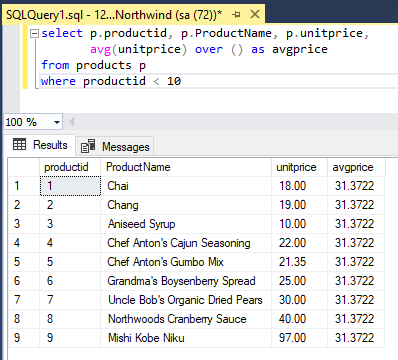 SQLQuery1.sql - 12...Northwind (sa (72))*
select p.productid, p.ProductName, p.unitprice,
avg(unitprice) over () as avgprice
from products p
where productid < 10
100 %
Results Messages
productid ProductName unitprice avgprice
1 1 Chai 18.00 31.3722
2 2 Chang 19.00 31.3722
3 3 Aniseed Syrup 10.00 31.3722
4 4 Chef Anton's Cajun Seasoning 22.00 31.3722
5 5 Chef Anton's Gumbo Mix 21.35 31.3722
6 6 Grandma's Boysenberry Spread 25.00 31.3722
7 7 Uncle Bob's Organic Dried Pears 30.00 31.3722
8 8 Northwoods Cranberry Sauce 40.00 31.3722
9 9 Mishi Kobe Niku 97.00 31.3722